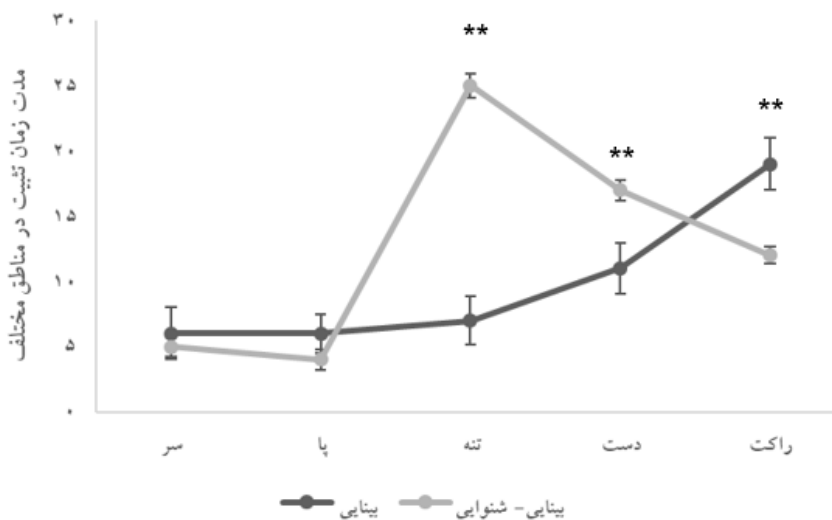 مدت زمان تثبیت در مناطق مختلف
۳۰
۲۵
۲۰
۱۵
۱۰
۵
۰
**
**
**
سر
پا
تنه
دست
راکت
بینایی
بینایی- شنوایی